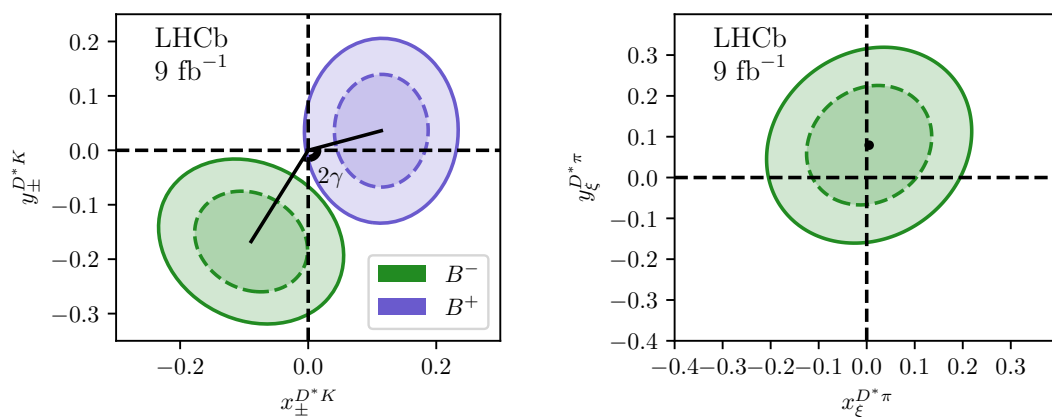 LHCb
9 fb⁻¹
0.2
0.1
0.0
−0.1
−0.2
−0.3
y±^{D*K}
2γ
B⁻
B⁺
−0.2 0.0 0.2
x±^{D*K}
LHCb
9 fb⁻¹
0.3
0.2
0.1
0.0
−0.1
−0.2
−0.3
−0.4
y_ξ^{D*π}
−0.4 −0.3 −0.2 −0.1 0.0 0.1 0.2 0.3
x_ξ^{D*π}